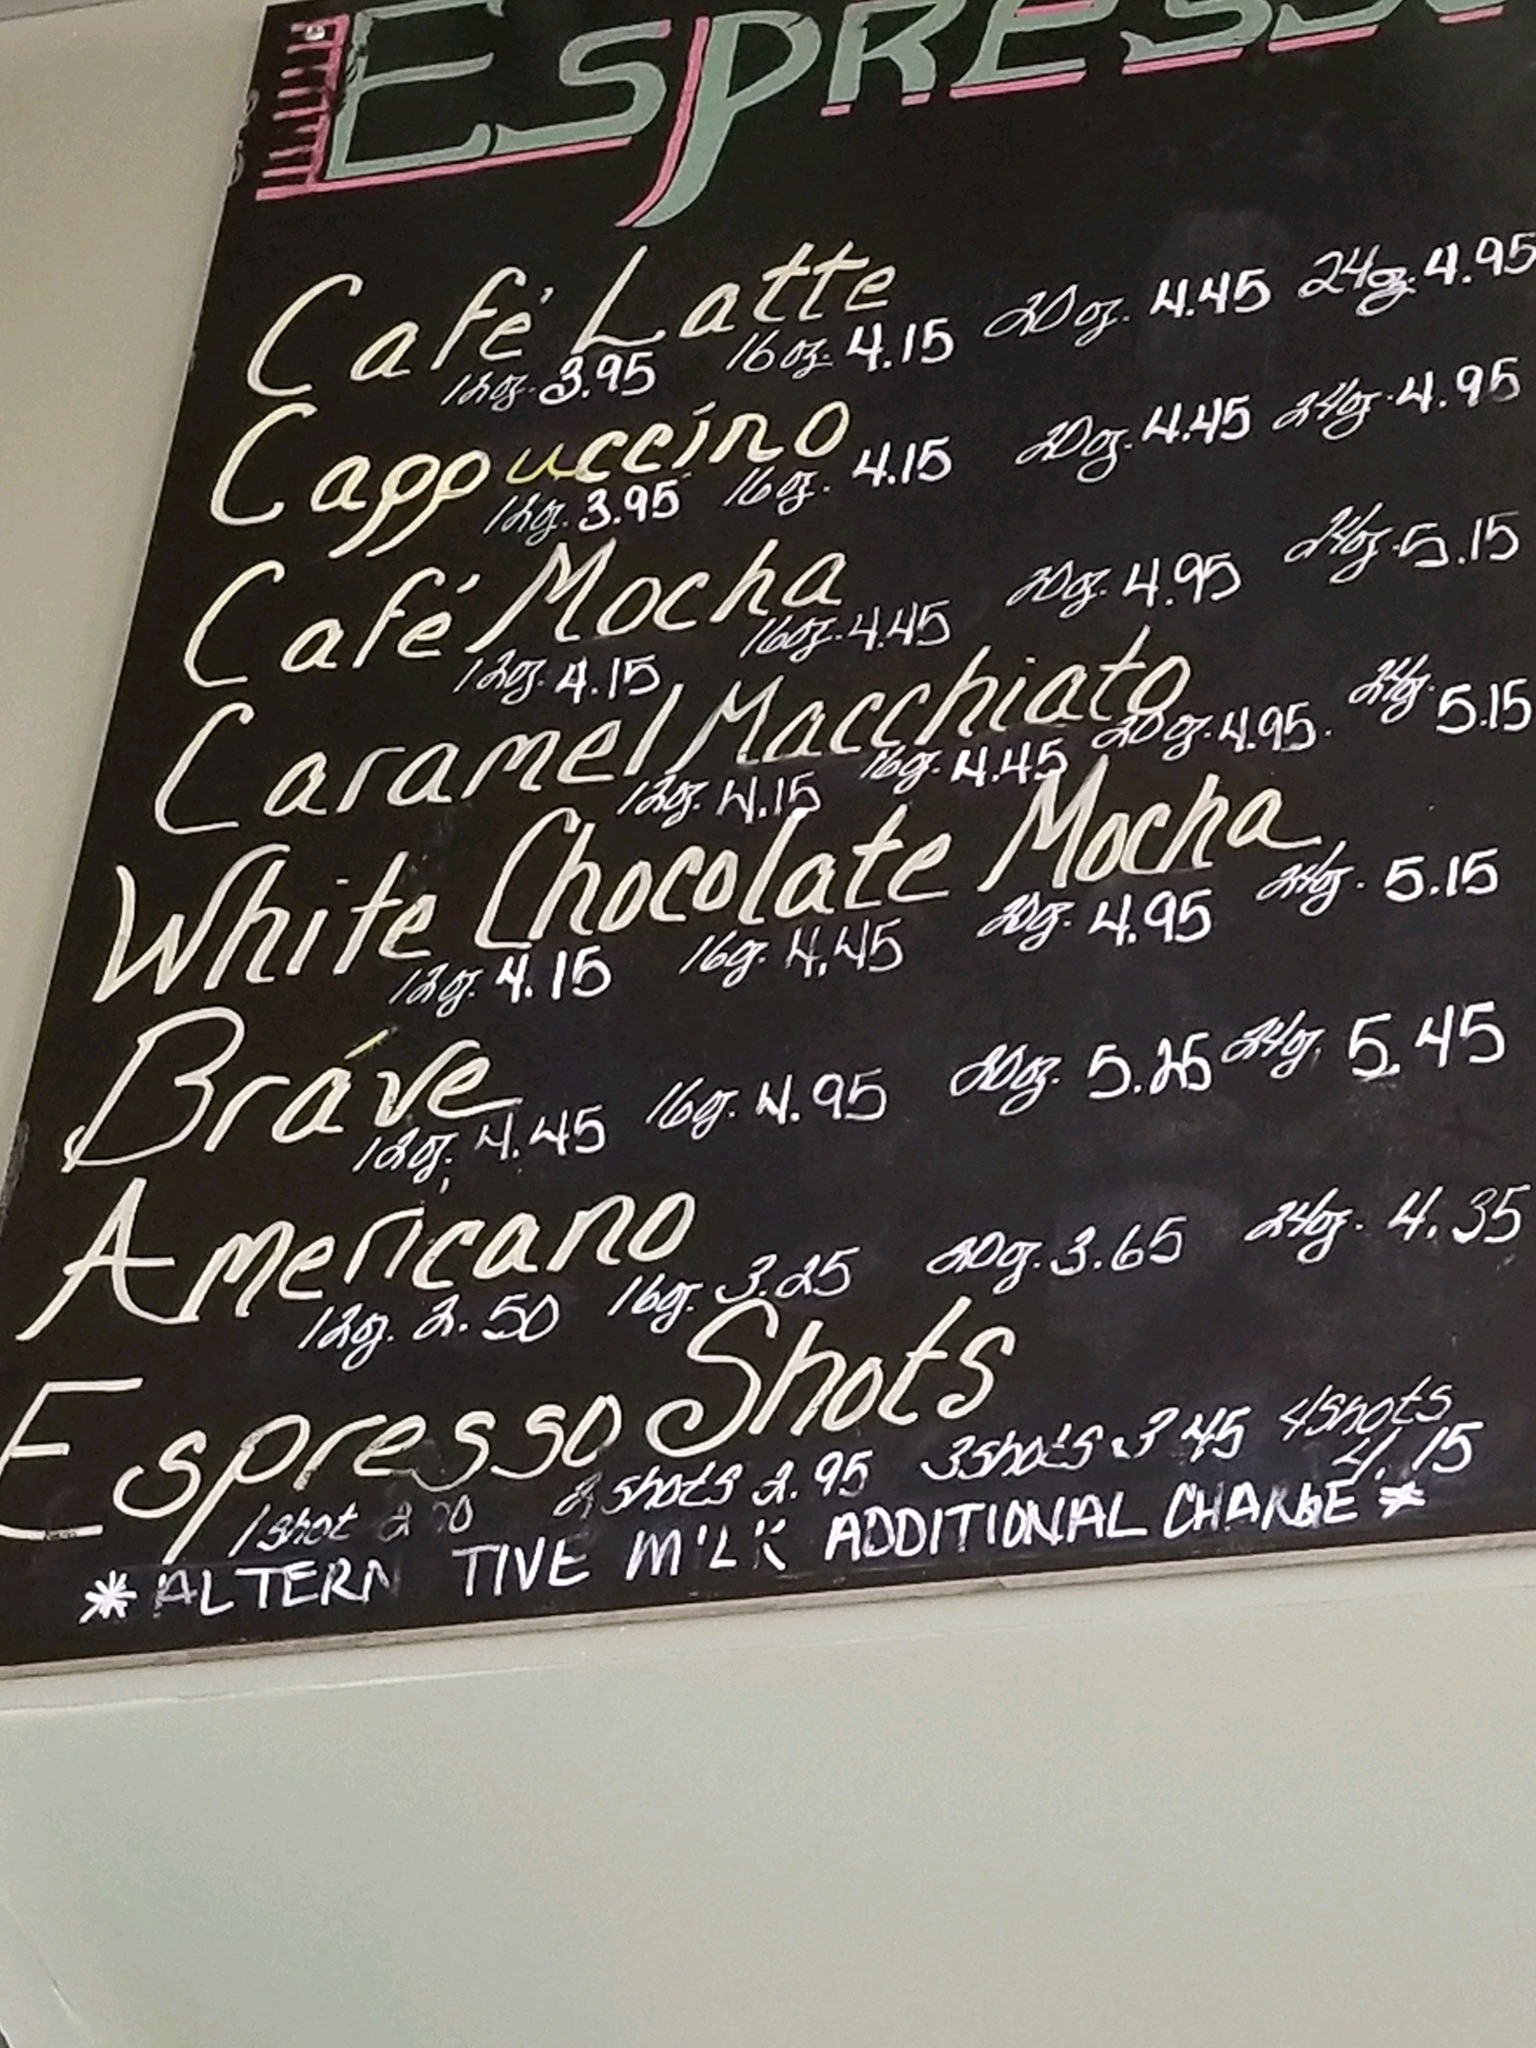 ESPRESSO
Café Latte
12oz. 3.95 16oz. 4.15 20oz. 4.45 24oz. 4.95
Cappuccino
12oz. 3.95 16oz. 4.15 20oz. 4.45 24oz. 4.95
Café Mocha
12oz. 4.15 16oz. 4.45 20oz. 4.95 24oz. 5.15
Caramel Macchiato
12oz. 4.15 16oz. 4.45 20oz. 4.95. 24oz. 5.15
White Chocolate Mocha
12oz. 4.15 16oz. 4.45 20oz. 4.95 24oz. 5.15
Bráve
12oz. 4.45 16oz. 4.95 20oz. 5.25 24oz. 5.45
Americano
12oz. 2.50 16oz. 3.25 20oz. 3.65 24oz. 4.35
Espresso Shots
1 shot 2 shots 2.95 3 shots 3.45 4 shots 4.15
*ALTERN TIVE MILK ADDITIONAL CHARGE*